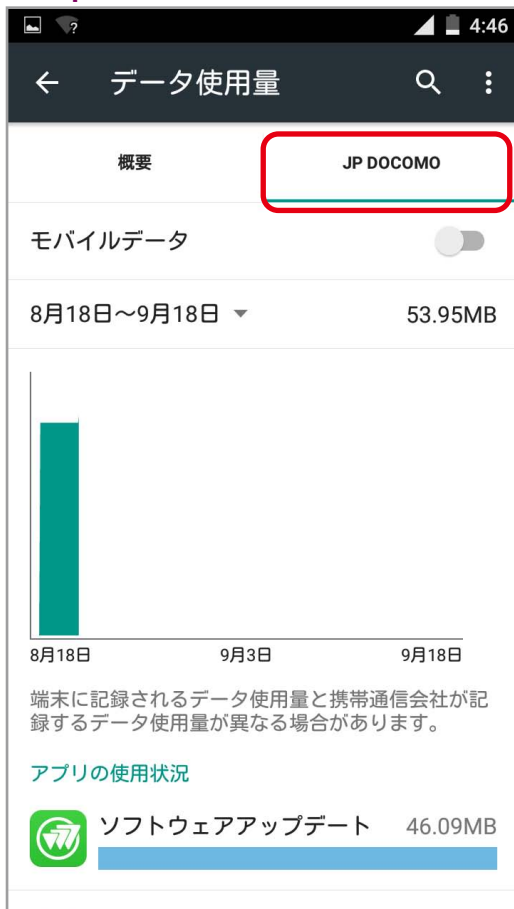 4:46
データ使用量
概要 JP DOCOMO
モバイルデータ
8月18日～9月18日 53.95MB
8月18日 9月3日 9月18日
端末に記録されるデータ使用量と携帯通信会社が記
録するデータ使用量が異なる場合があります。
アプリの使用状況
ソフトウェアアップデート 46.09MB